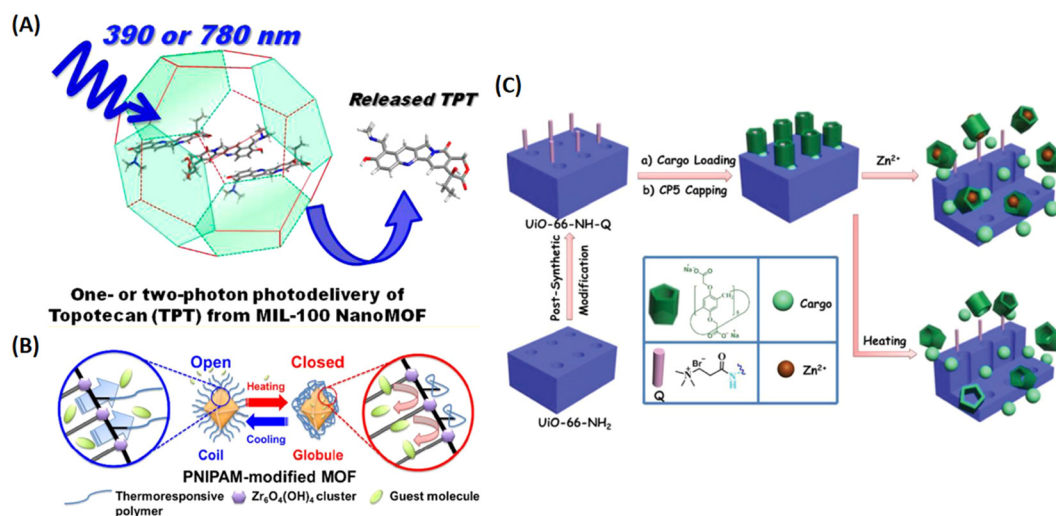 (A)
390 or 780 nm
Released TPT
One- or two-photon photodelivery of
Topotecan (TPT) from MIL-100 NanoMOF
(B)
Open
Closed
Heating
Cooling
Coil
Globule
PNIPAM-modified MOF
Thermoresponsive
polymer
Zr₆O₄(OH)₄ cluster
Guest molecule
(C)
UiO-66-NH-Q
a) Cargo Loading
b) CP5 Capping
Zn²⁺
Post-Synthetic
Modification
UiO-66-NH₂
Cargo
Q
Zn²⁺
Heating